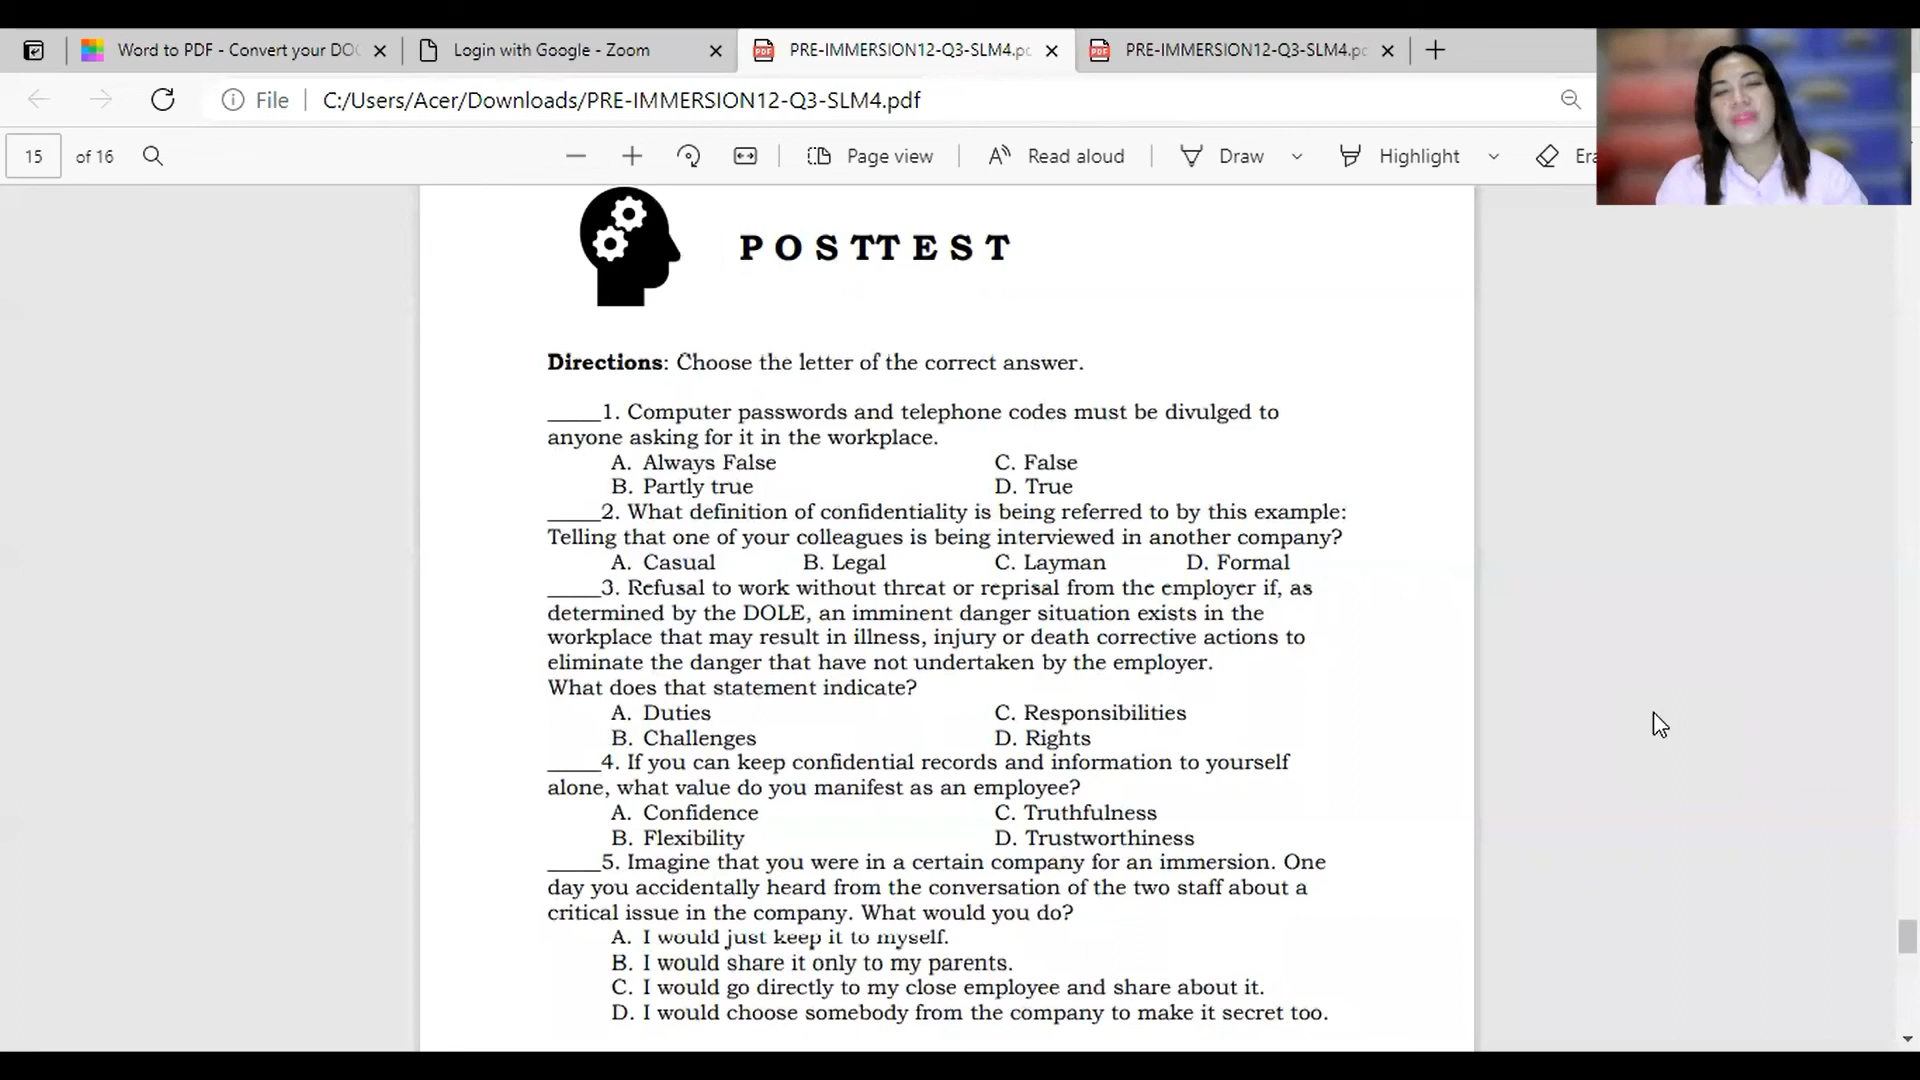 Word to PDF - Convert your DO
Login with Google - Zoom
PRE-IMMERSION12-Q3-SLM4.p
PRE-IMMERSION12-Q3-SLM4.p
File
C:/Users/Acer/Downloads/PRE-IMMERSION12-Q3-SLM4.pdf
15 of 16
Page view
Read aloud
Draw
Highlight
Era
POSTTEST
Directions: Choose the letter of the correct answer.
_____1. Computer passwords and telephone codes must be divulged to
anyone asking for it in the workplace.
A. Always False C. False
B. Partly true D. True
_____2. What definition of confidentiality is being referred to by this example:
Telling that one of your colleagues is being interviewed in another company?
A. Casual B. Legal C. Layman D. Formal
_____3. Refusal to work without threat or reprisal from the employer if, as
determined by the DOLE, an imminent danger situation exists in the
workplace that may result in illness, injury or death corrective actions to
eliminate the danger that have not undertaken by the employer.
What does that statement indicate?
A. Duties C. Responsibilities
B. Challenges D. Rights
_____4. If you can keep confidential records and information to yourself
alone, what value do you manifest as an employee?
A. Confidence C. Truthfulness
B. Flexibility D. Trustworthiness
_____5. Imagine that you were in a certain company for an immersion. One
day you accidentally heard from the conversation of the two staff about a
critical issue in the company. What would you do?
A. I would just keep it to myself.
B. I would share it only to my parents.
C. I would go directly to my close employee and share about it.
D. I would choose somebody from the company to make it secret too.